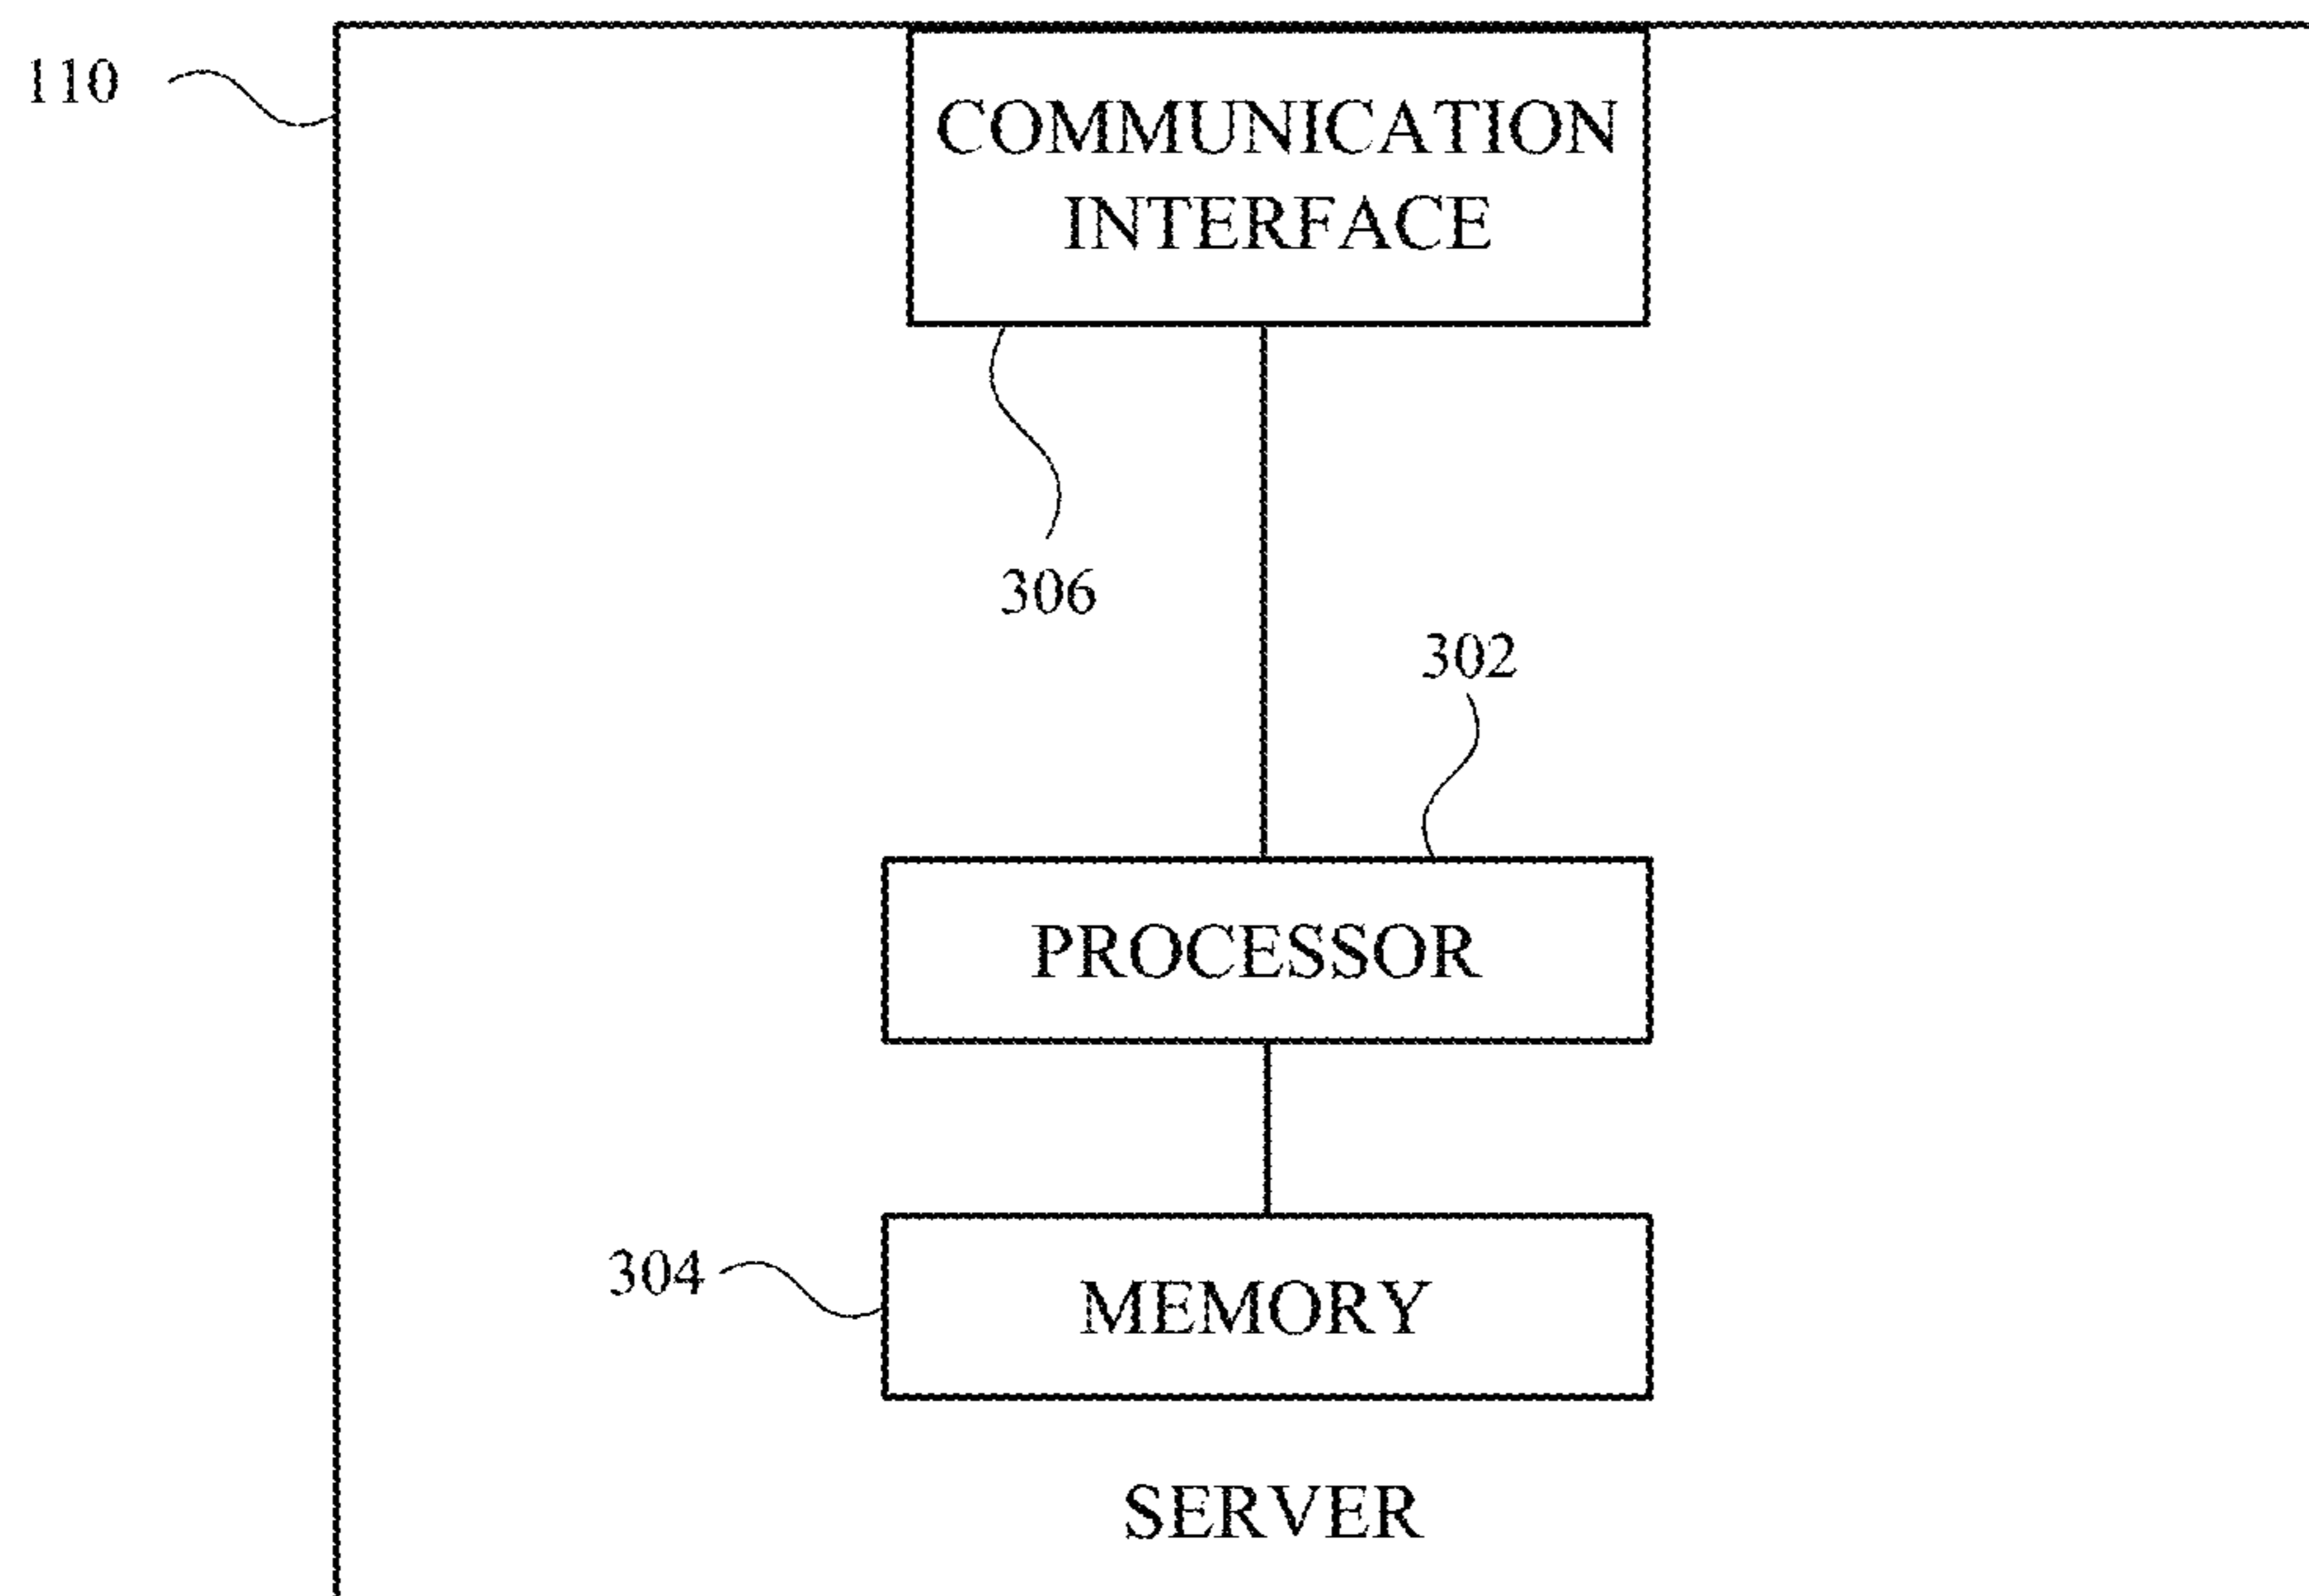 110
COMMUNICATION
INTERFACE
306
302
PROCESSOR
304
MEMORY
SERVER